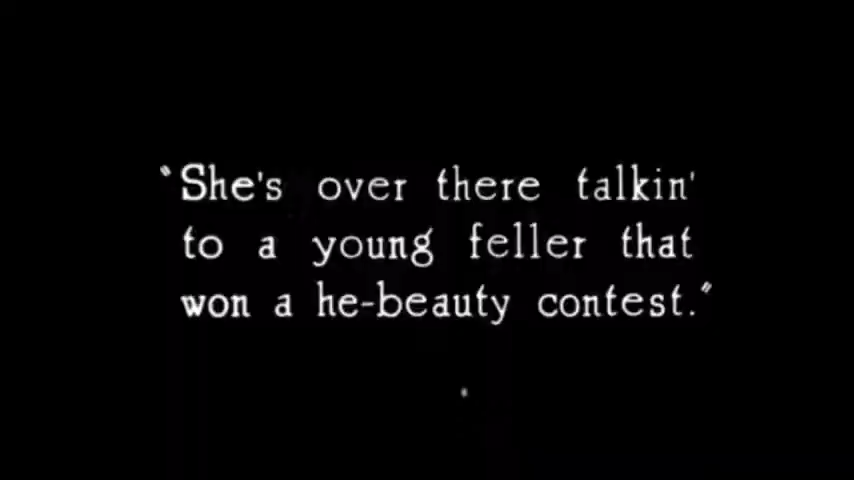 "She's over there talkin'
to a young feller that
won a he-beauty contest."